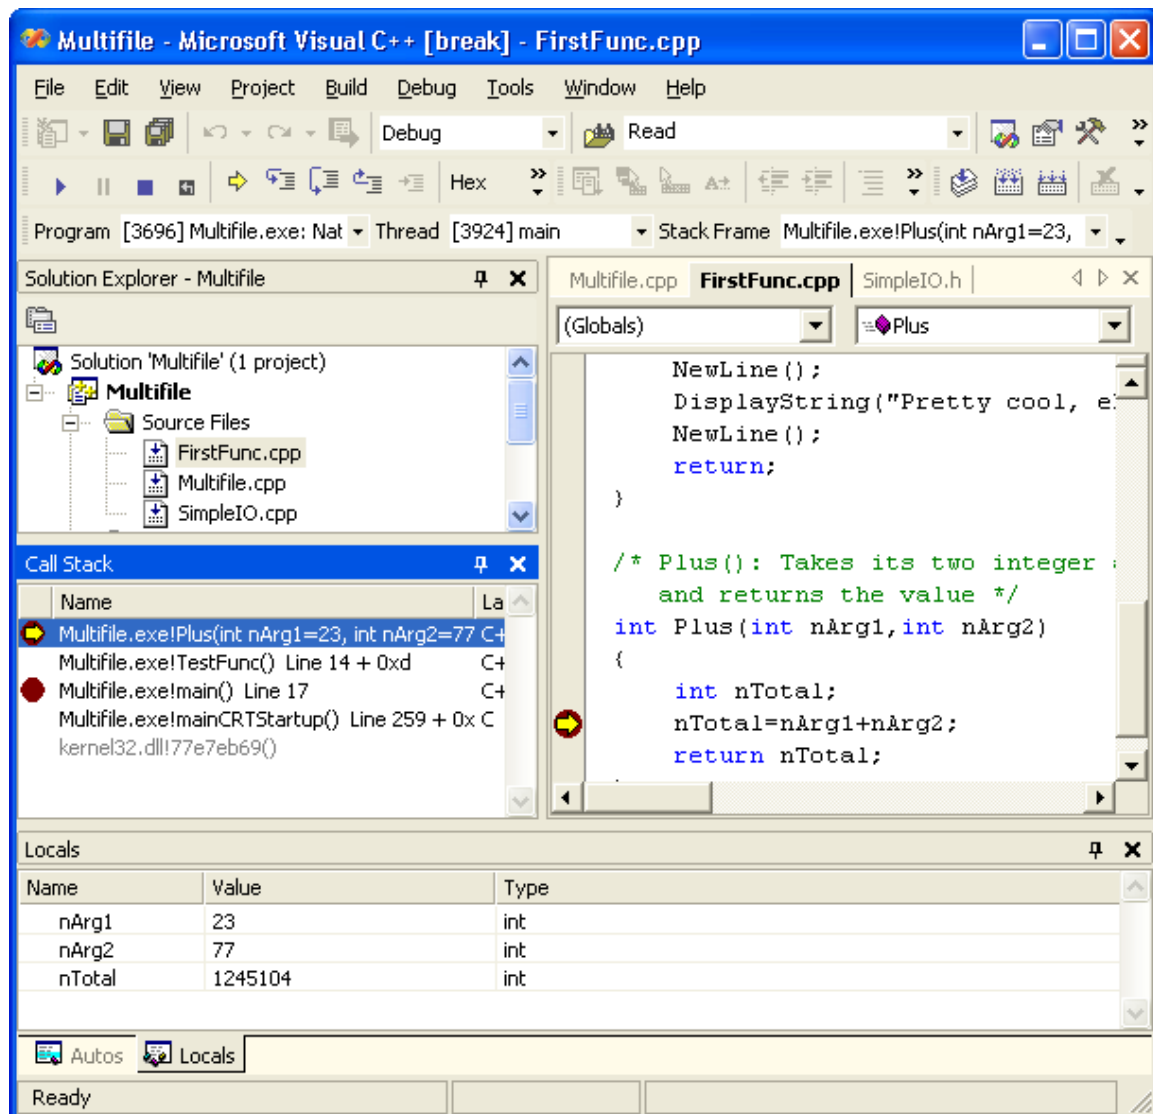 Multifile - Microsoft Visual C++ [break] - FirstFunc.cpp
File Edit View Project Build Debug Tools Window Help
Debug Read
Hex
Program [3696] Multifile.exe: Nat Thread [3924] main Stack Frame Multifile.exe!Plus(int nArg1=23,
Solution Explorer - Multifile
Solution 'Multifile' (1 project)
Multifile
Source Files
FirstFunc.cpp
Multifile.cpp
SimpleIO.cpp
Call Stack
Name La
Multifile.exe!Plus(int nArg1=23, int nArg2=77 C+
Multifile.exe!TestFunc() Line 14 + 0xd C+
Multifile.exe!main() Line 17 C+
Multifile.exe!mainCRTStartup() Line 259 + 0x C
kernel32.dll!77e7eb69()
Multifile.cpp FirstFunc.cpp SimpleIO.h
(Globals) Plus
NewLine();
DisplayString("Pretty cool,
NewLine();
return;
}
/* Plus(): Takes its two integer
and returns the value */
int Plus(int nArg1,int nArg2)
{
int nTotal;
nTotal=nArg1+nArg2;
return nTotal;
Locals
Name Value Type
nArg1 23 int
nArg2 77 int
nTotal 1245104 int
Autos Locals
Ready